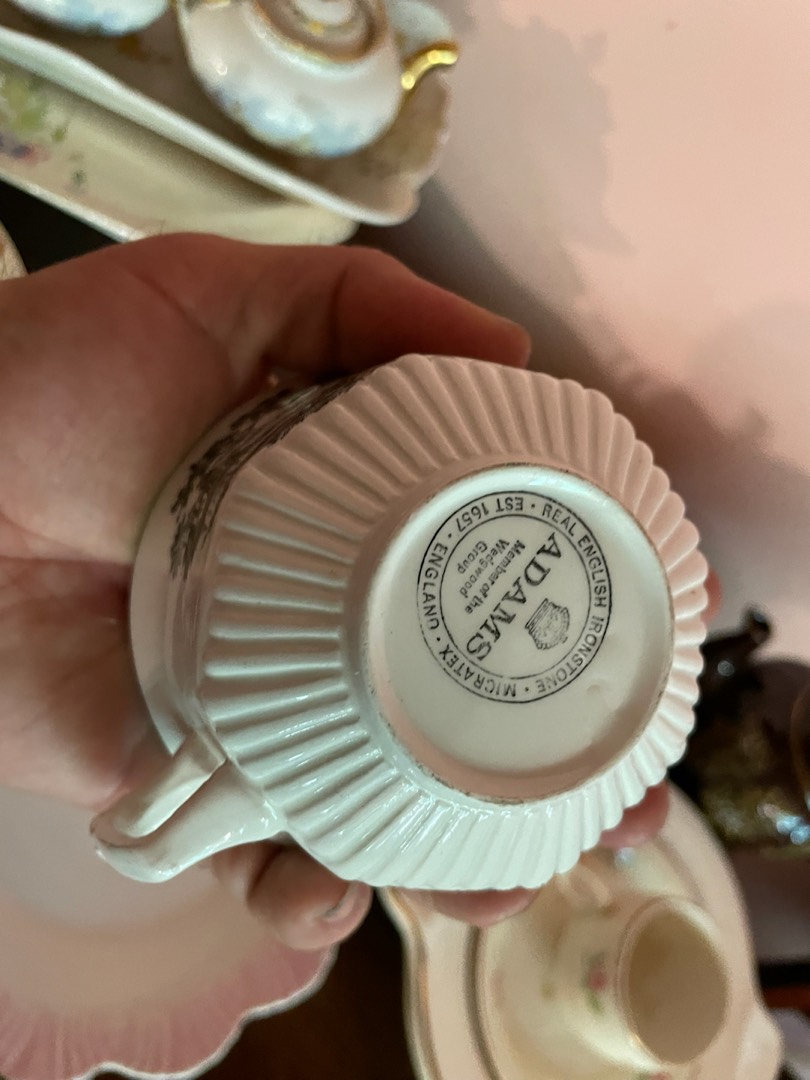 REAL ENGLISH IRONSTONE · MICRATEX · ENGLAND · EST 1657 ·
ADAMS
Member of the
Wedgwood
Group